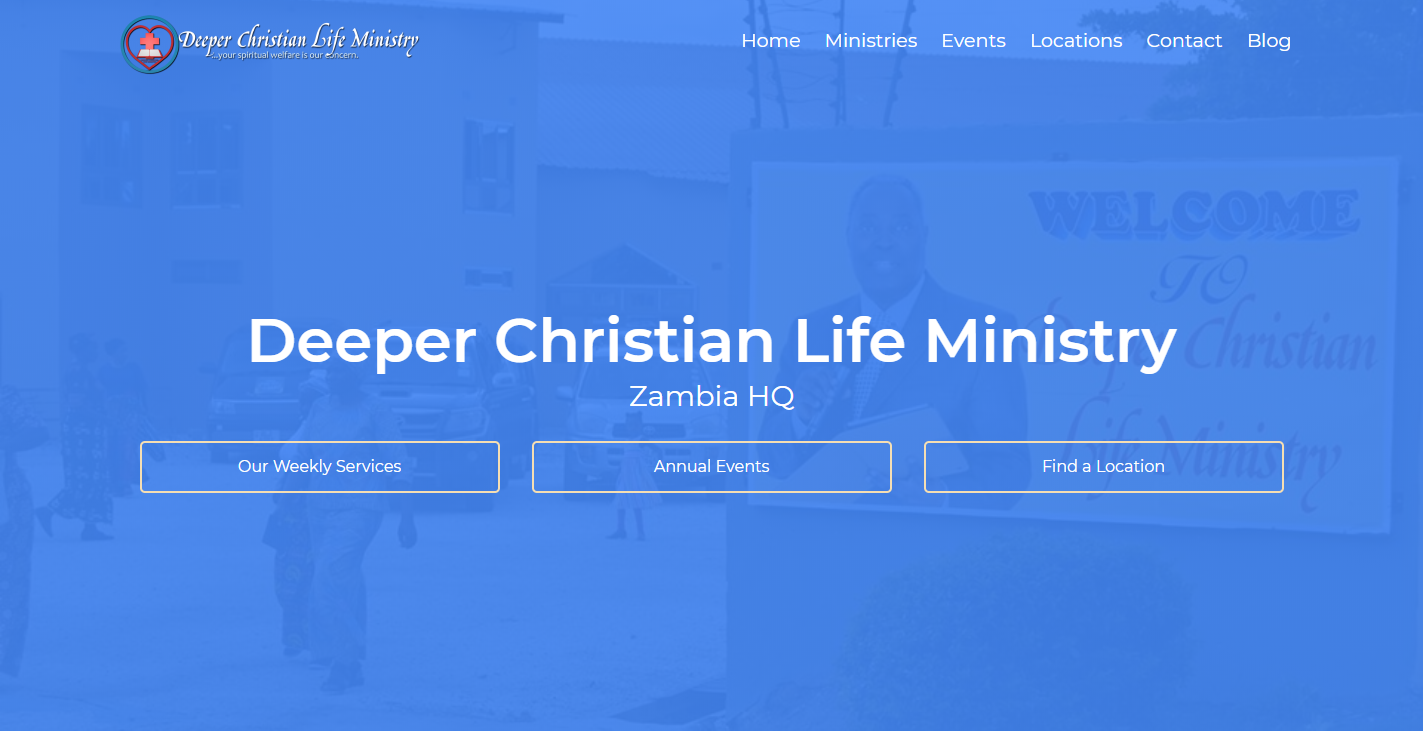 Deeper Christian Life Ministry
...your spiritual welfare is our concern.
Home Ministries Events Locations Contact Blog
WELCOME
TO
Christian
Life Ministry
Deeper Christian Life Ministry
Zambia HQ
Our Weekly Services
Annual Events
Find a Location